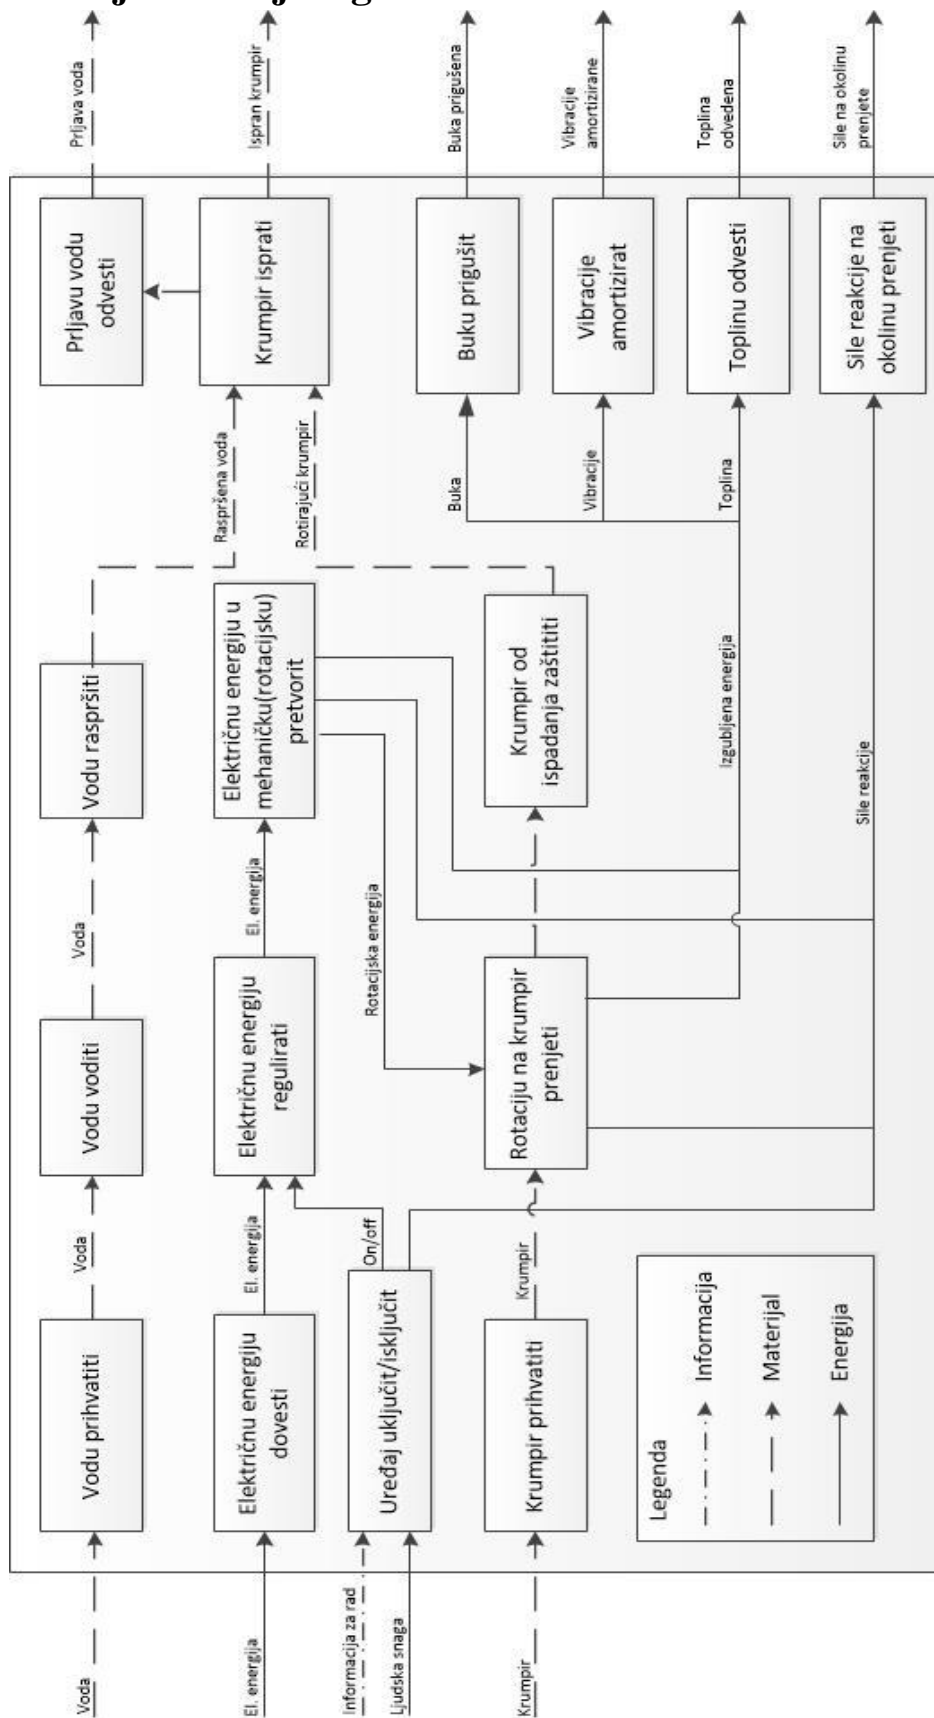 Voda
Vodu prihvatiti
Voda
Vodu voditi
Voda
Vodu raspršiti
Raspršena voda
Prljavu vodu
odvesti
Prljava voda
El. energija
Električnu energiju
dovesti
El. energija
Električnu energiju
regulirati
El. energija
Električnu energiju u
mehaničku(rotacijsku)
pretvorit
Rotirajući krumpir
Krumpir isprati
Ispran krumpir
Informacija za rad
Ljudska snaga
Uređaj uključit/isključit
On/off
Rotacijska energija
Krumpir
Krumpir prihvatiti
Krumpir
Rotaciju na krumpir
prenjeti
Krumpir od
ispadanja zaštititi
Buka
Buku prigušit
Buka prigušena
Vibracije
Vibracije
amortizirat
Vibracije
amortizirane
Izgubljena energija
Toplina
Toplinu odvesti
Toplina
odvedena
Sile reakcije
Sile reakcije na
okolinu prenjeti
Sile na okolinu
prenjete
Legenda
Informacija
Materijal
Energija